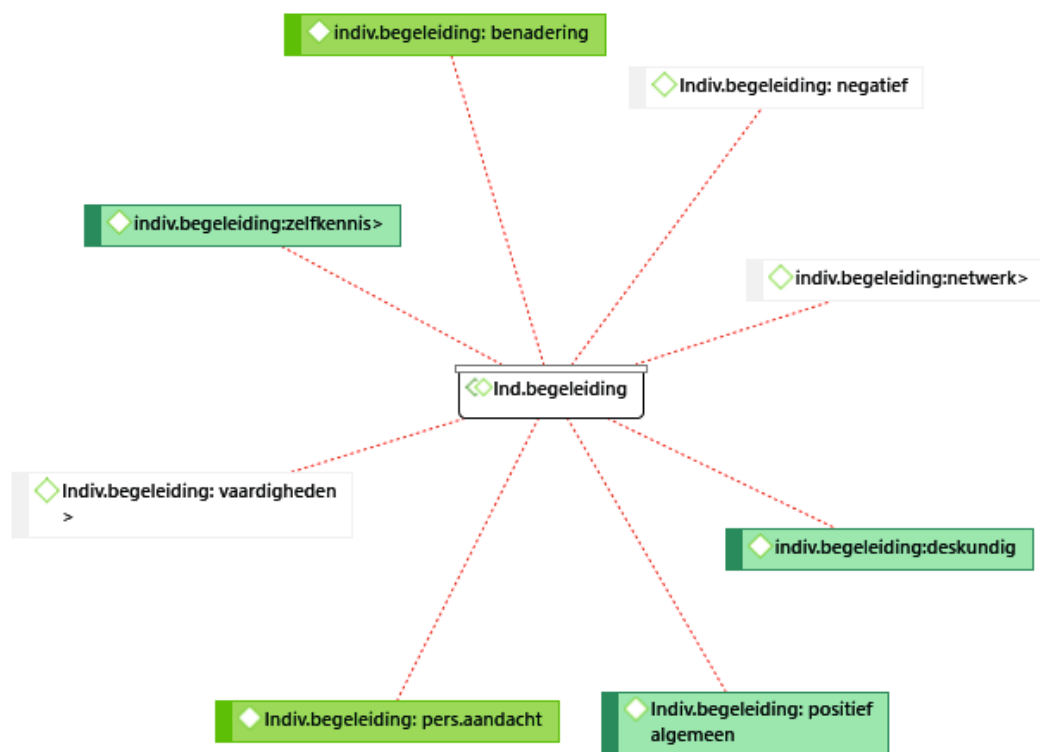 indiv.begeleiding: benadering
Indiv.begeleiding: negatief
indiv.begeleiding:zelfkennis>
indiv.begeleiding:netwerk>
Ind.begeleiding
Indiv.begeleiding: vaardigheden
>
indiv.begeleiding:deskundig
Indiv.begeleiding: pers.aandacht
Indiv.begeleiding: positief
algemeen